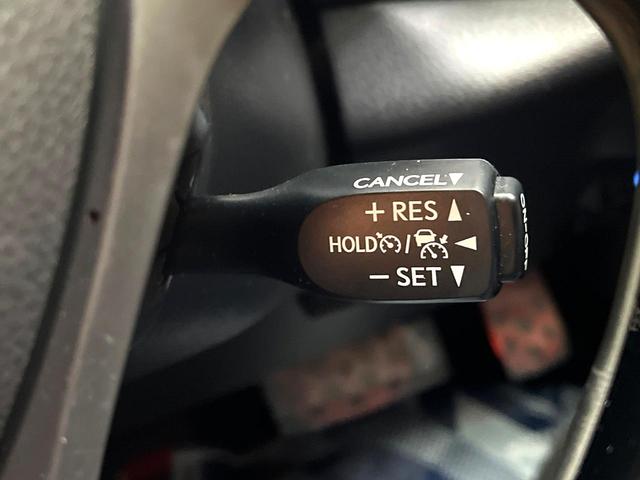 CANCEL▼
+ RES ▲
HOLD / ◄
− SET ▼
ON-OFF